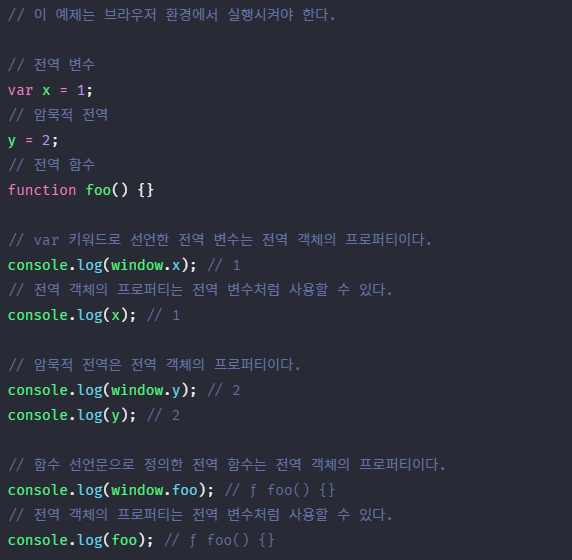 // 이 예제는 브라우저 환경에서 실행시켜야 한다.
// 전역 변수
var x = 1;
// 암묵적 전역
y = 2;
// 전역 함수
function foo() {}
// var 키워드로 선언한 전역 변수는 전역 객체의 프로퍼티이다.
console.log(window.x); // 1
// 전역 객체의 프로퍼티는 전역 변수처럼 사용할 수 있다.
console.log(x); // 1
// 암묵적 전역은 전역 객체의 프로퍼티이다.
console.log(window.y); // 2
console.log(y); // 2
// 함수 선언문으로 정의한 전역 함수는 전역 객체의 프로퍼티이다.
console.log(window.foo); // ƒ foo() {}
// 전역 객체의 프로퍼티는 전역 변수처럼 사용할 수 있다.
console.log(foo); // ƒ foo() {}